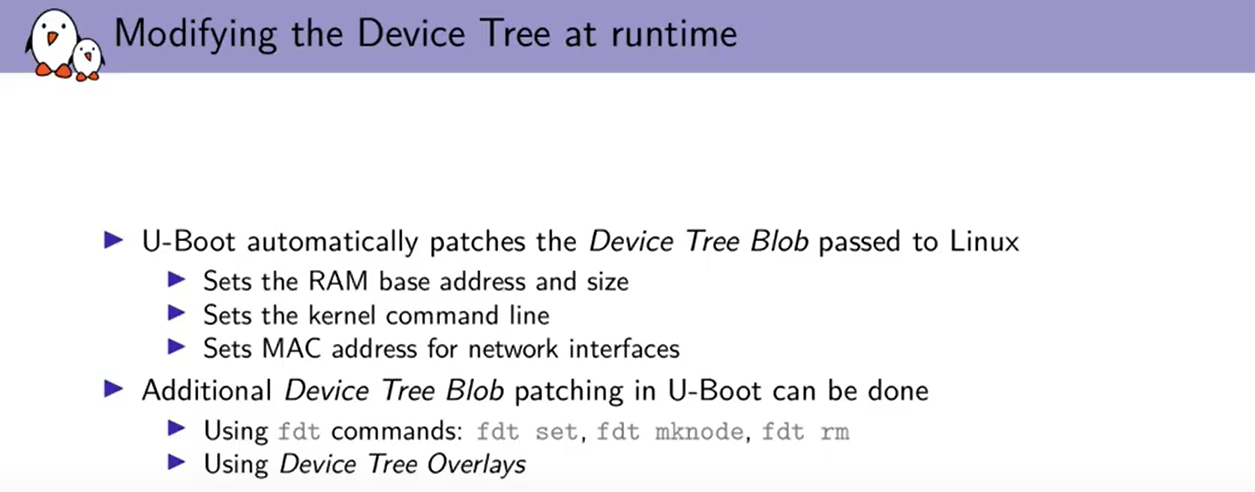 Modifying the Device Tree at runtime
U-Boot automatically patches the Device Tree Blob passed to Linux
Sets the RAM base address and size
Sets the kernel command line
Sets MAC address for network interfaces
Additional Device Tree Blob patching in U-Boot can be done
Using fdt commands: fdt set, fdt mknode, fdt rm
Using Device Tree Overlays